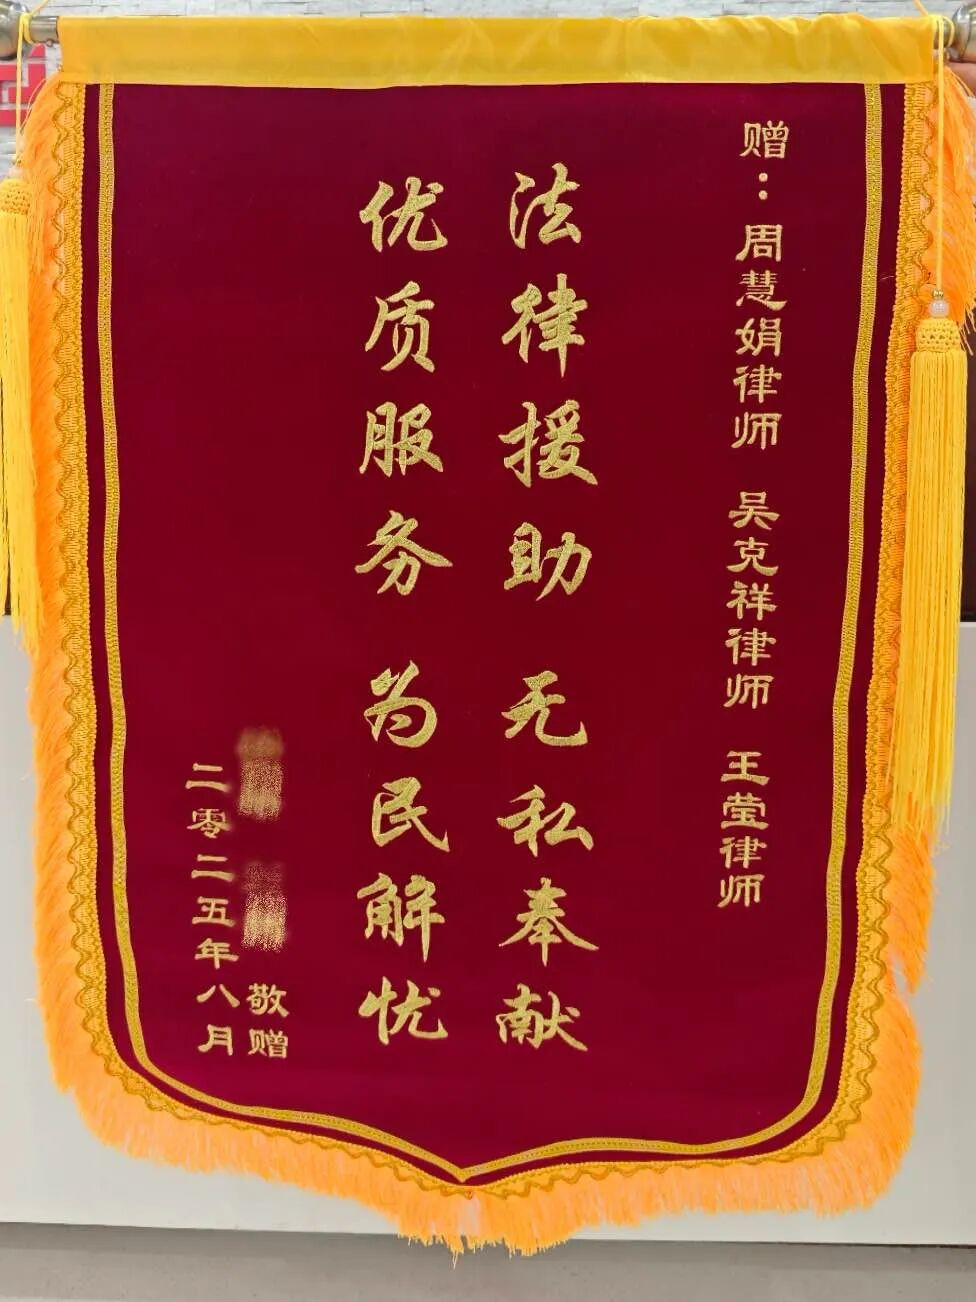 赠：周慧娟律师 吴克祥律师 王莹律师
法律援助 无私奉献
优质服务 为民解忧
敬赠
二零二五年八月